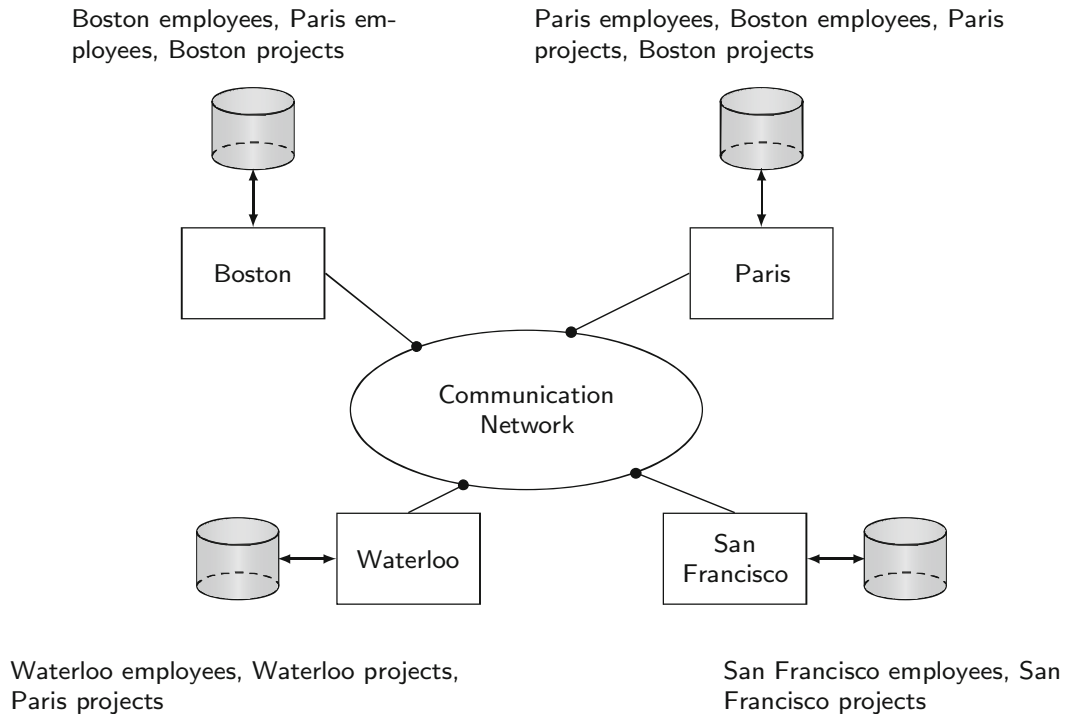 Boston employees, Paris em-
ployees, Boston projects
Paris employees, Boston employees, Paris
projects, Boston projects
Boston
Paris
Communication
Network
Waterloo
San
Francisco
Waterloo employees, Waterloo projects,
Paris projects
San Francisco employees, San
Francisco projects